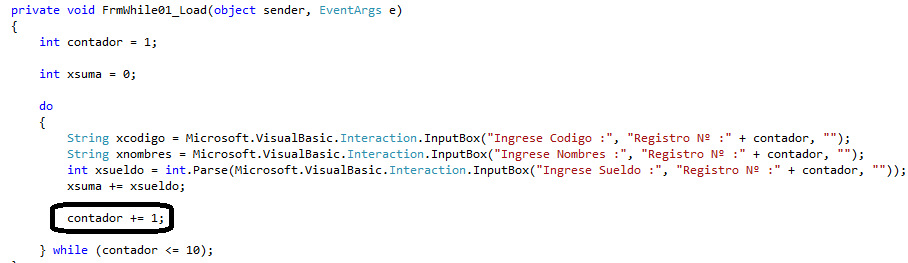 private void FrmWhile01_Load(object sender, EventArgs e)
{
int contador = 1;
int xsuma = 0;
do
{
String xcodigo = Microsoft.VisualBasic.Interaction.InputBox("Ingrese Codigo :", "Registro Nº :" + contador, "");
String xnombres = Microsoft.VisualBasic.Interaction.InputBox("Ingrese Nombres :", "Registro Nº :" + contador, "");
int xsueldo = int.Parse(Microsoft.VisualBasic.Interaction.InputBox("Ingrese Sueldo :", "Registro Nº :" + contador, ""));
xsuma += xsueldo;
contador += 1;
} while (contador <= 10);